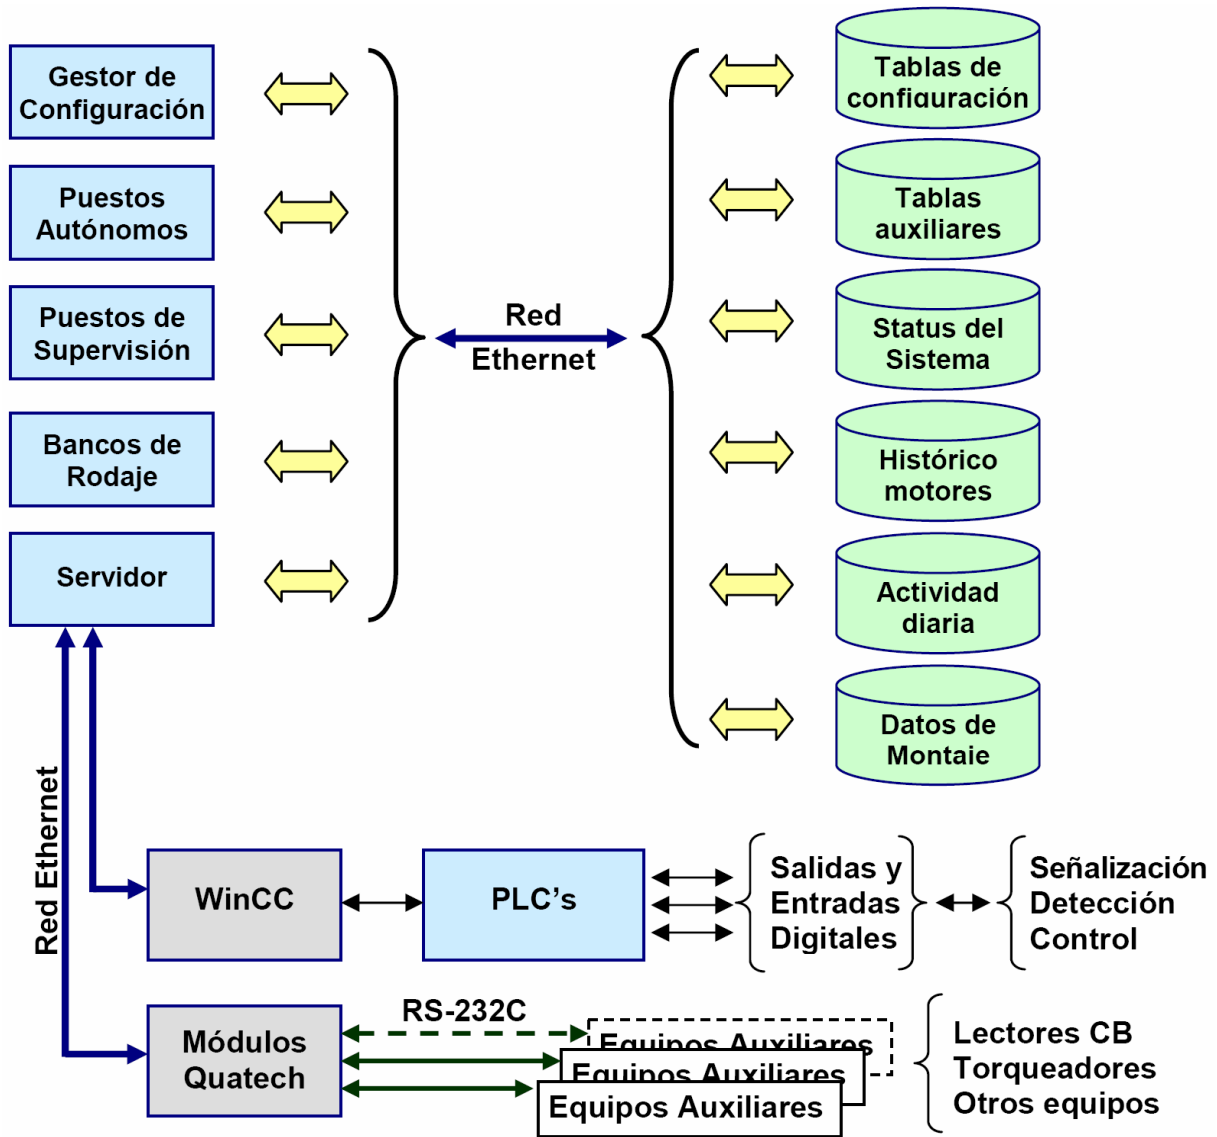 Gestor de
Configuración
Puestos
Autónomos
Puestos de
Supervisión
Bancos de
Rodaje
Servidor
Red
Ethernet
Tablas de
configuración
Tablas
auxiliares
Status del
Sistema
Histórico
motores
Actividad
diaria
Datos de
Montaie
Red Ethernet
WinCC
PLC's
Salidas y
Entradas
Digitales
Señalización
Detección
Control
Módulos
Quatech
RS-232C
Equipos Auxiliares
Equipos Auxiliares
Equipos Auxiliares
Lectores CB
Torqueadores
Otros equipos